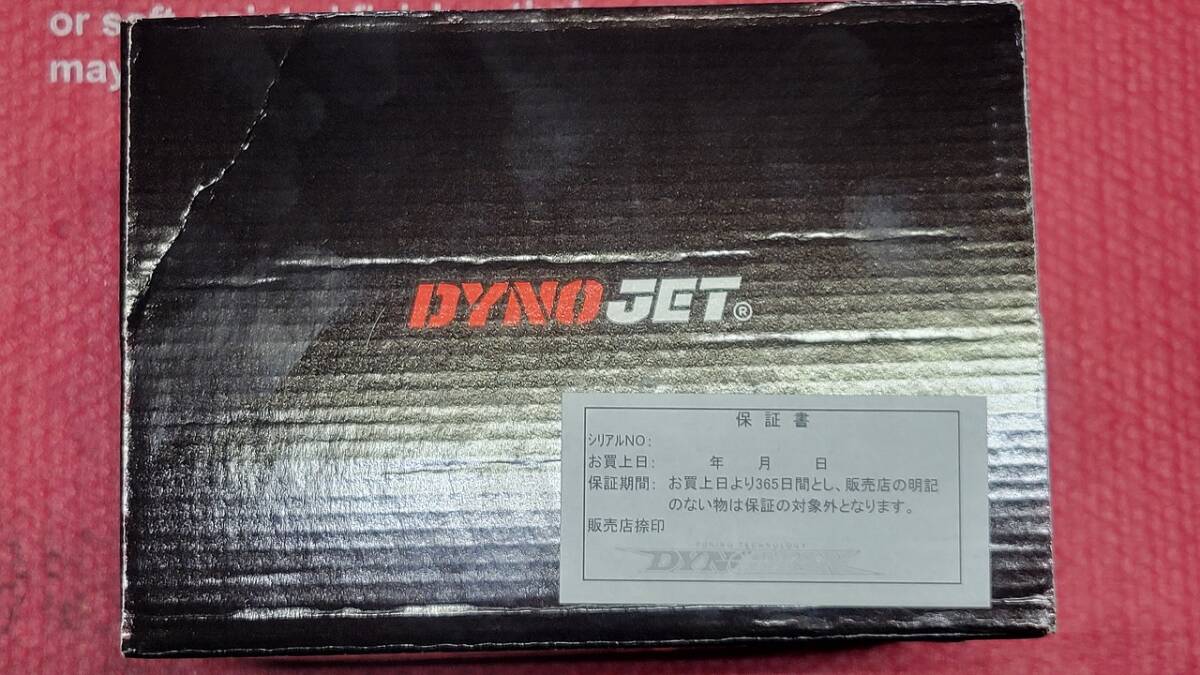 or s
may
DYNOJET®
保証書
シリアルNO:
お買上日: 年 月 日
保証期間: お買上日より365日間とし、販売店の明記
のない物は保証の対象外となります。
販売店捺印
TUNING TECHNOLOGY